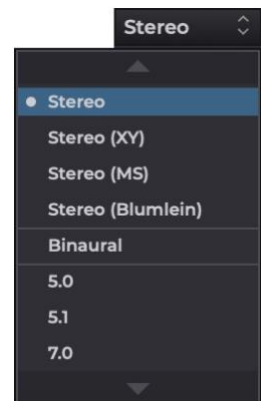 Stereo
Stereo
Stereo (XY)
Stereo (MS)
Stereo (Blumlein)
Binaural
5.0
5.1
7.0